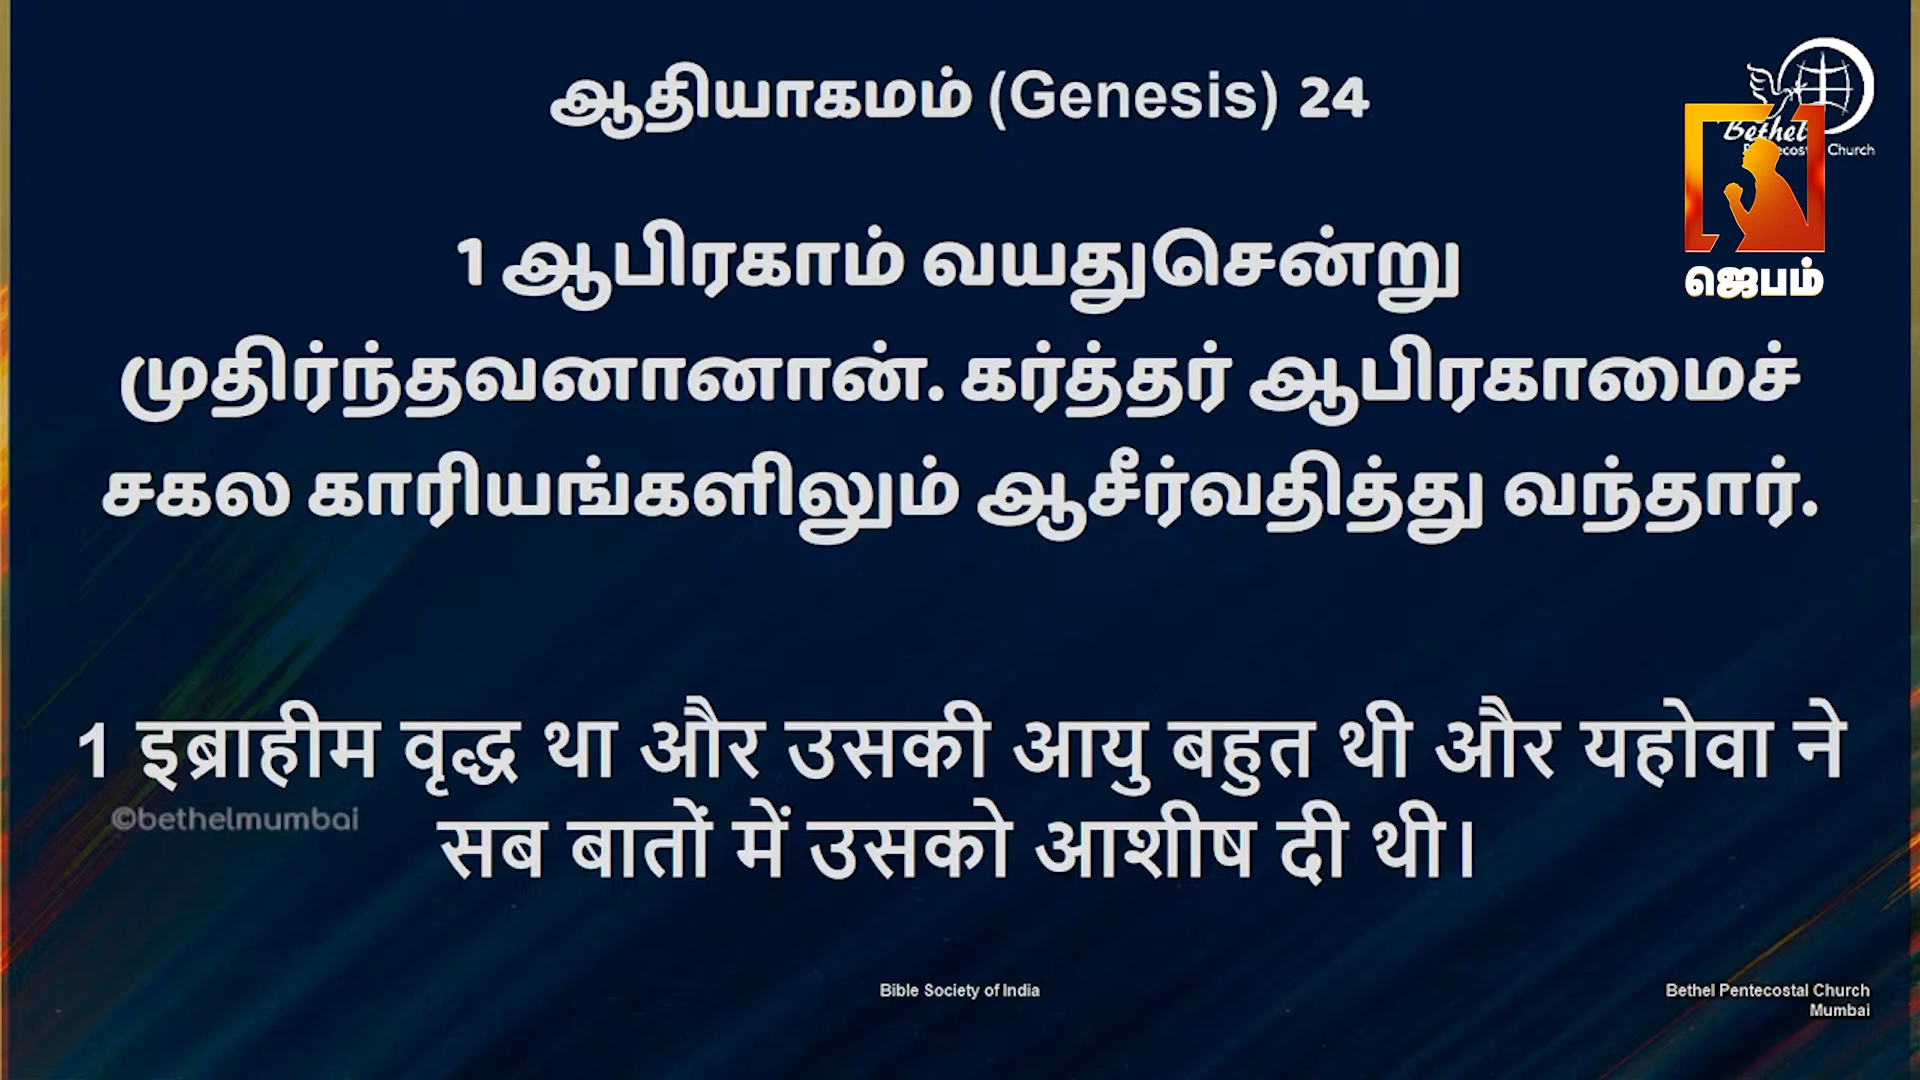 ஆதியாகமம் (Genesis) 24
Bethel
Church
1 ஆபிரகாம் வயதுசென்று
ஜெபம்
முதிர்ந்தவனானான். கர்த்தர் ஆபிரகாமைச்
சகல காரியங்களிலும் ஆசீர்வதித்து வந்தார்.
1 इब्राहीम वृद्ध था और उसकी आयु बहुत थी और यहोवा ने
©bethelmumbai
सब बातों में उसको आशीष दी थी।
Bible Society of India
Bethel Pentecostal Church
Mumbai